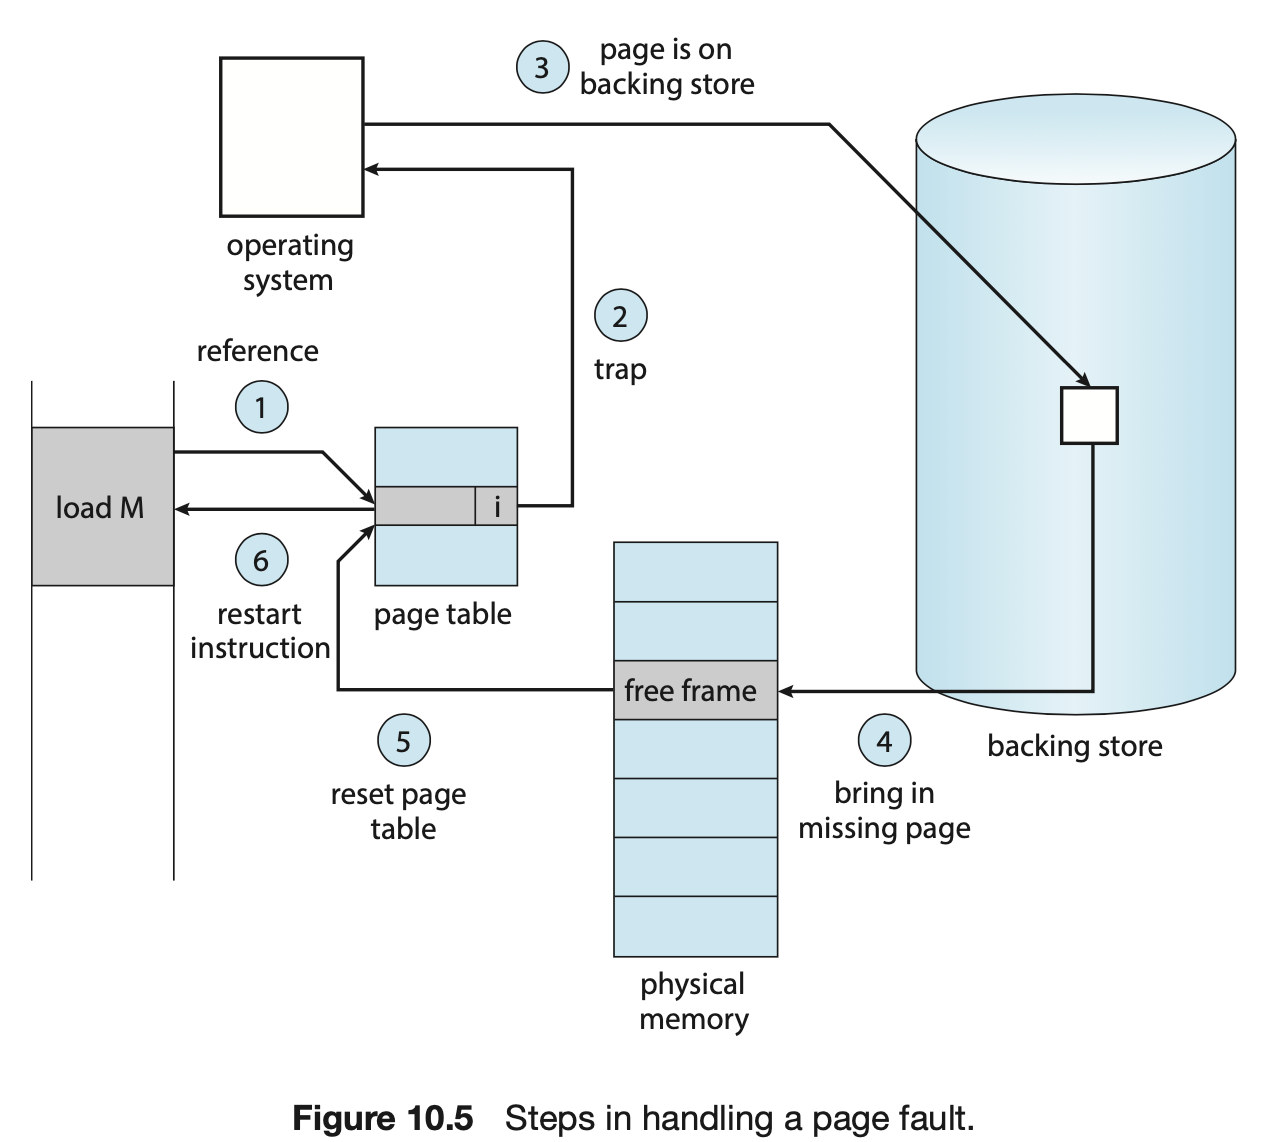 3
page is on
backing store
operating
system
2
trap
reference
1
load M
i
6
restart
instruction
page table
free frame
5
reset page
table
4
bring in
missing page
backing store
physical
memory
Figure 10.5 Steps in handling a page fault.